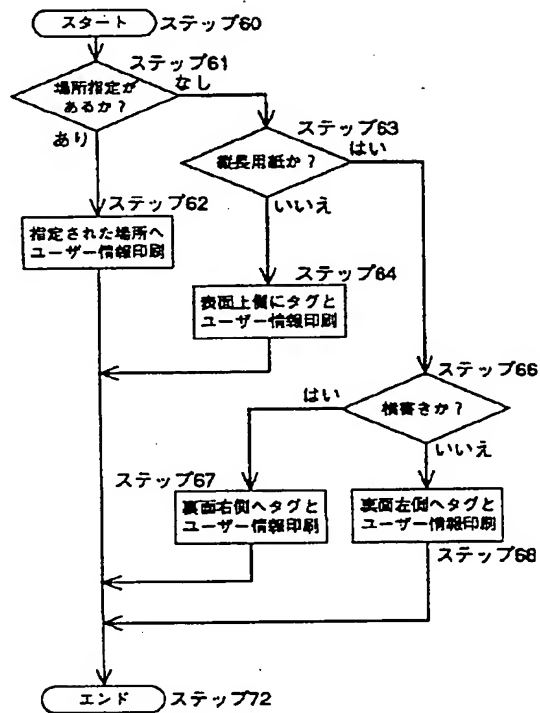 スタート ステップ60
ステップ61
場所指定が
あるか?
なし
あり
ステップ63
縦長用紙か?
はい
いいえ
ステップ62
指定された場所へ
ユーザー情報印刷
ステップ64
表面上側にタグと
ユーザー情報印刷
ステップ66
横書きか?
はい
いいえ
ステップ67
裏面右側へタグと
ユーザー情報印刷
裏面左側へタグと
ユーザー情報印刷
ステップ68
エンド ステップ72